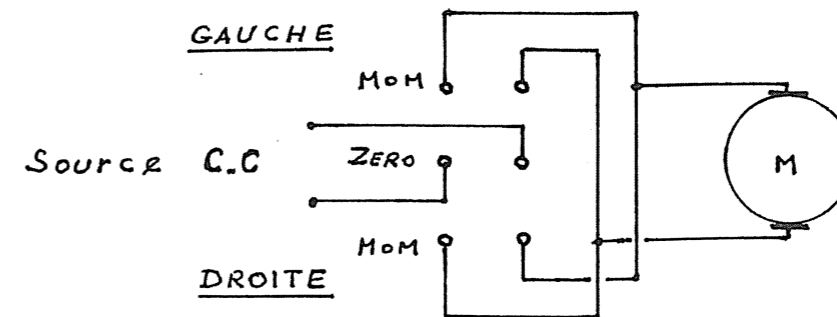 GAUCHE
MOM
Source C.C
ZERO
M
MOM
DROITE